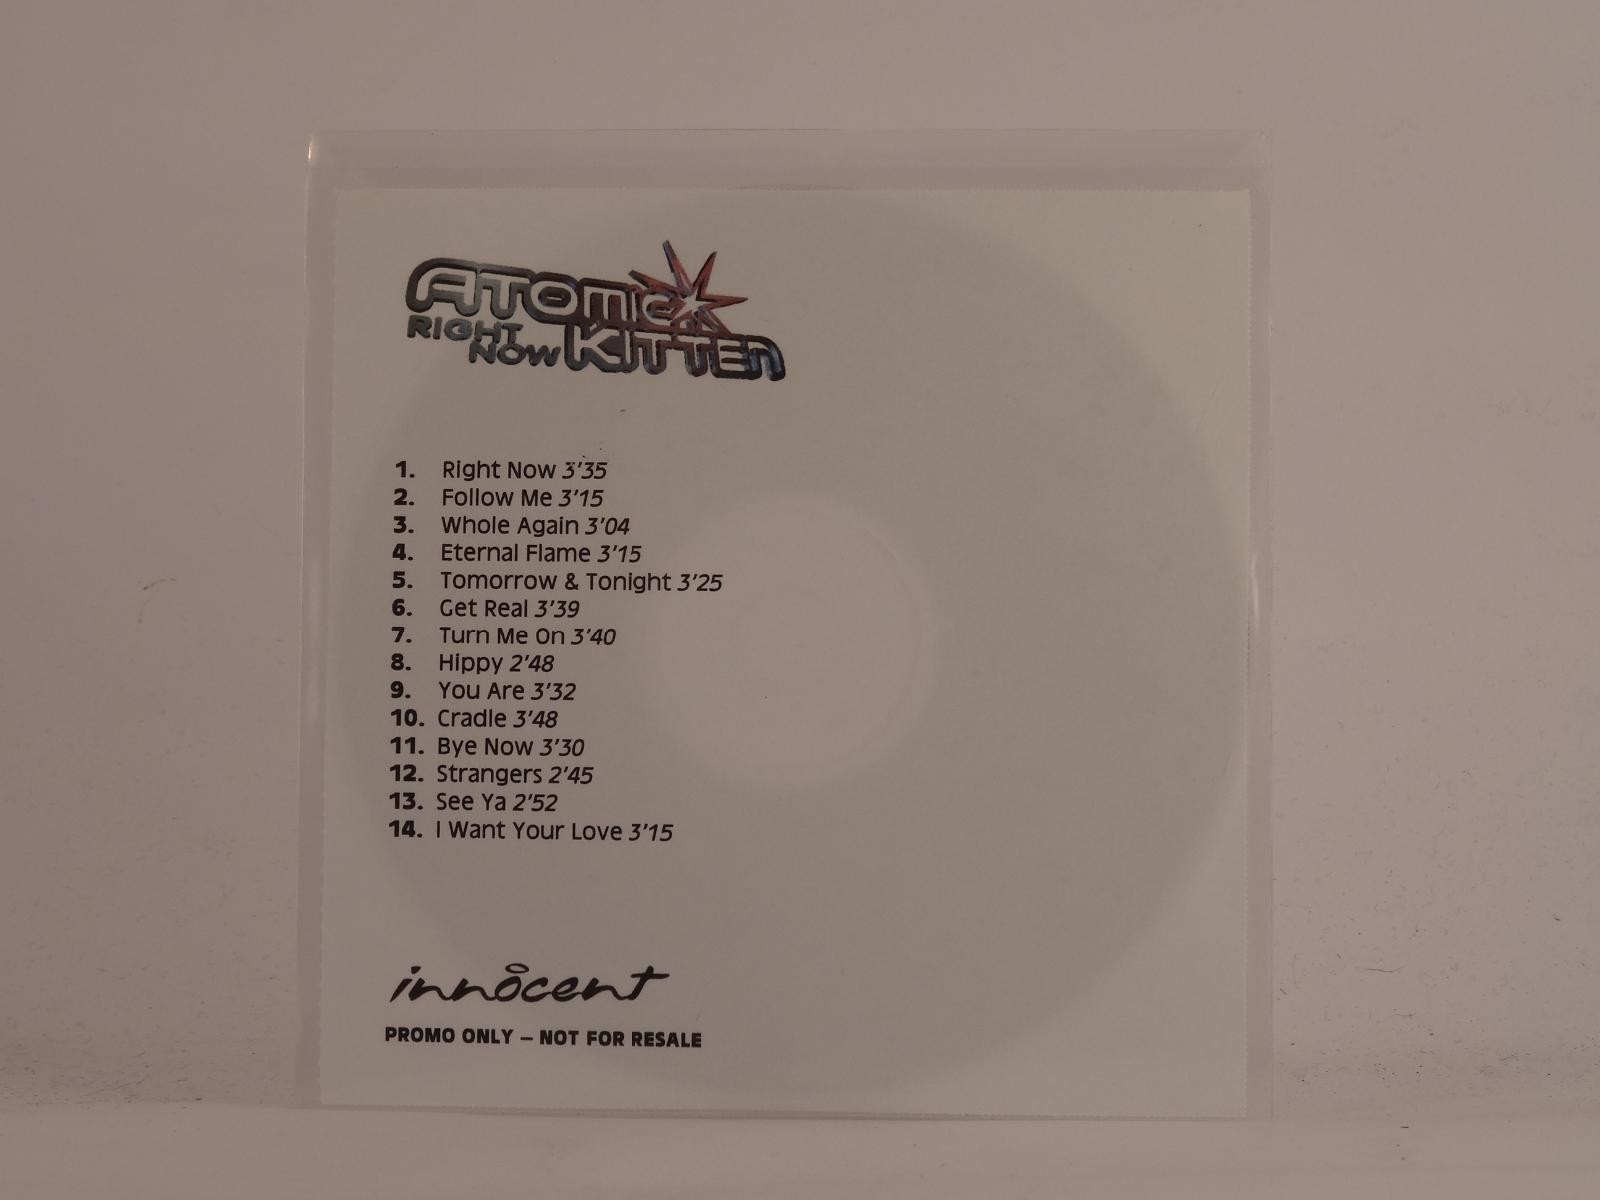 ATOMIC
RIGHT
NOW KITTEN
1. Right Now 3'35
2. Follow Me 3'15
3. Whole Again 3'04
4. Eternal Flame 3'15
5. Tomorrow & Tonight 3'25
6. Get Real 3'39
7. Turn Me On 3'40
8. Hippy 2'48
9. You Are 3'32
10. Cradle 3'48
11. Bye Now 3'30
12. Strangers 2'45
13. See Ya 2'52
14. I Want Your Love 3'15
innocent
PROMO ONLY – NOT FOR RESALE